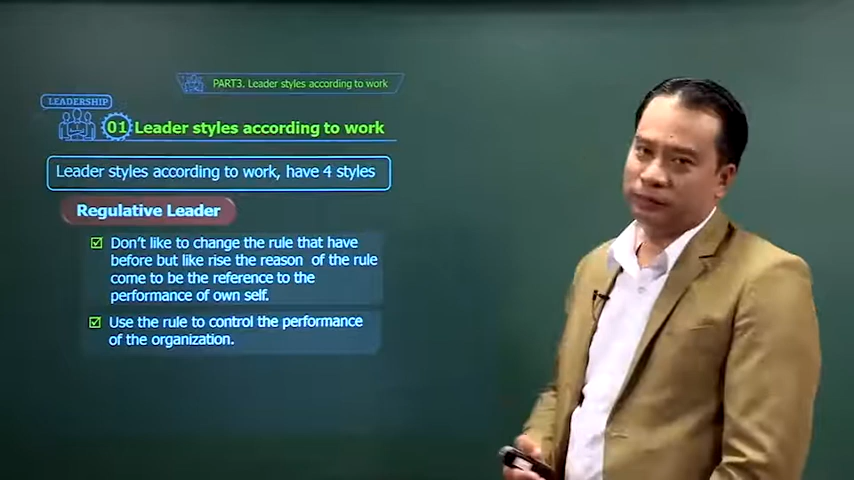 PART3. Leader styles according to work
LEADERSHIP
01 Leader styles according to work
Leader styles according to work, have 4 styles
Regulative Leader
Don't like to change the rule that have
before but like rise the reason of the rule
come to be the reference to the
performance of own self.
Use the rule to control the performance
of the organization.